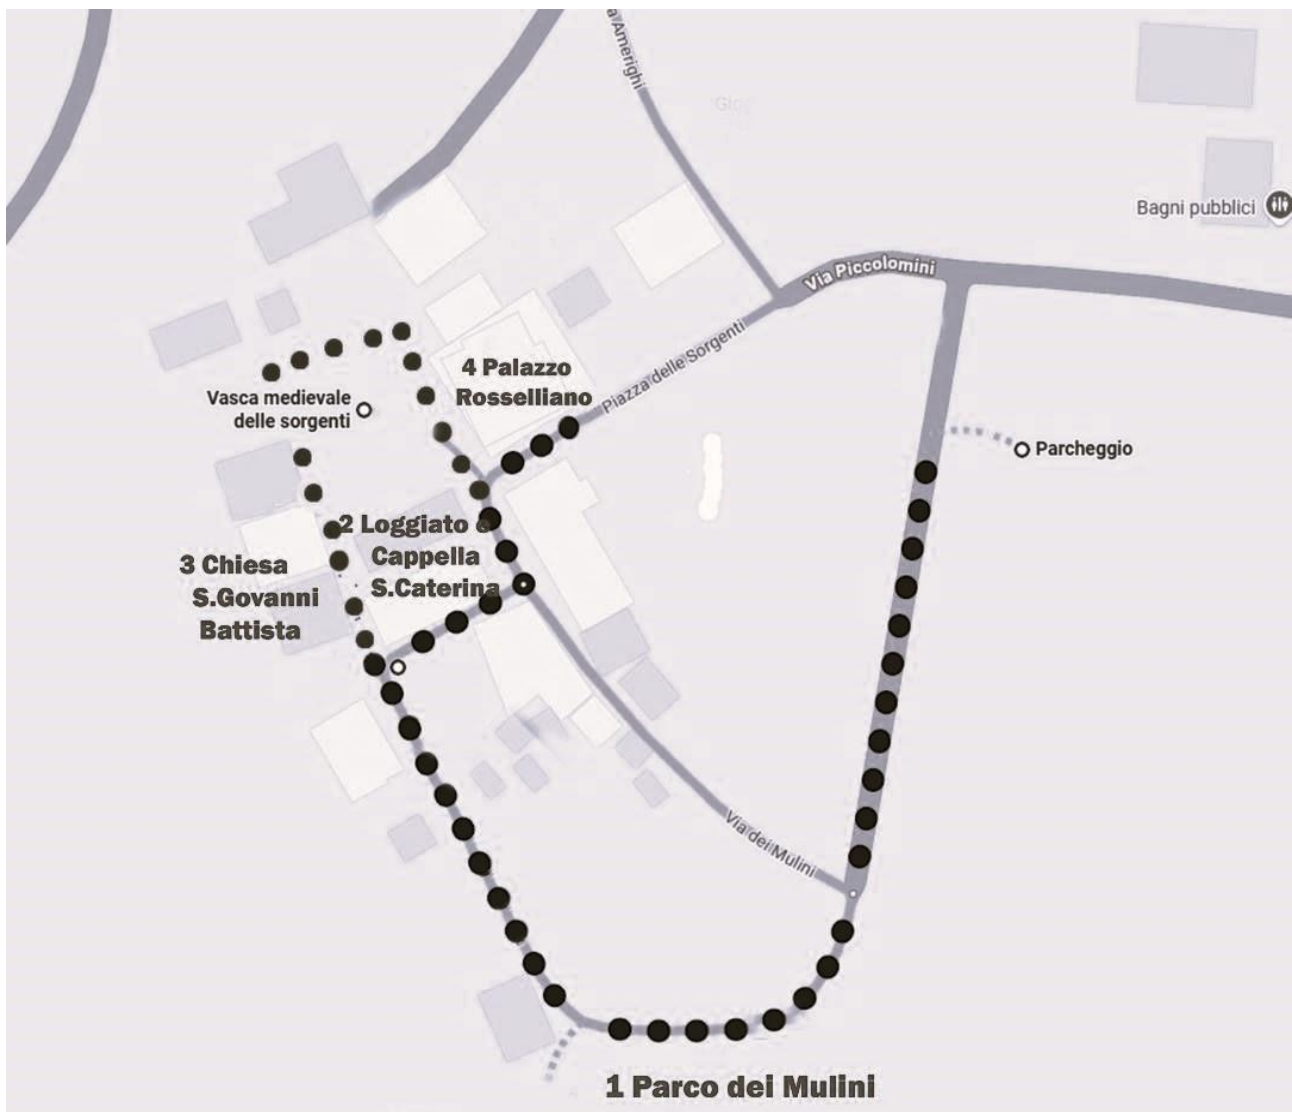 Amerighi
Bagni pubblici
Via Piccolomini
Piazza delle Sorgenti
4 Palazzo
Rosselliano
Vasca medievale
delle sorgenti
Parcheggio
2 Loggiato e
Cappella
S.Caterina
3 Chiesa
S.Govanni
Battista
Via dei Mulini
1 Parco dei Mulini